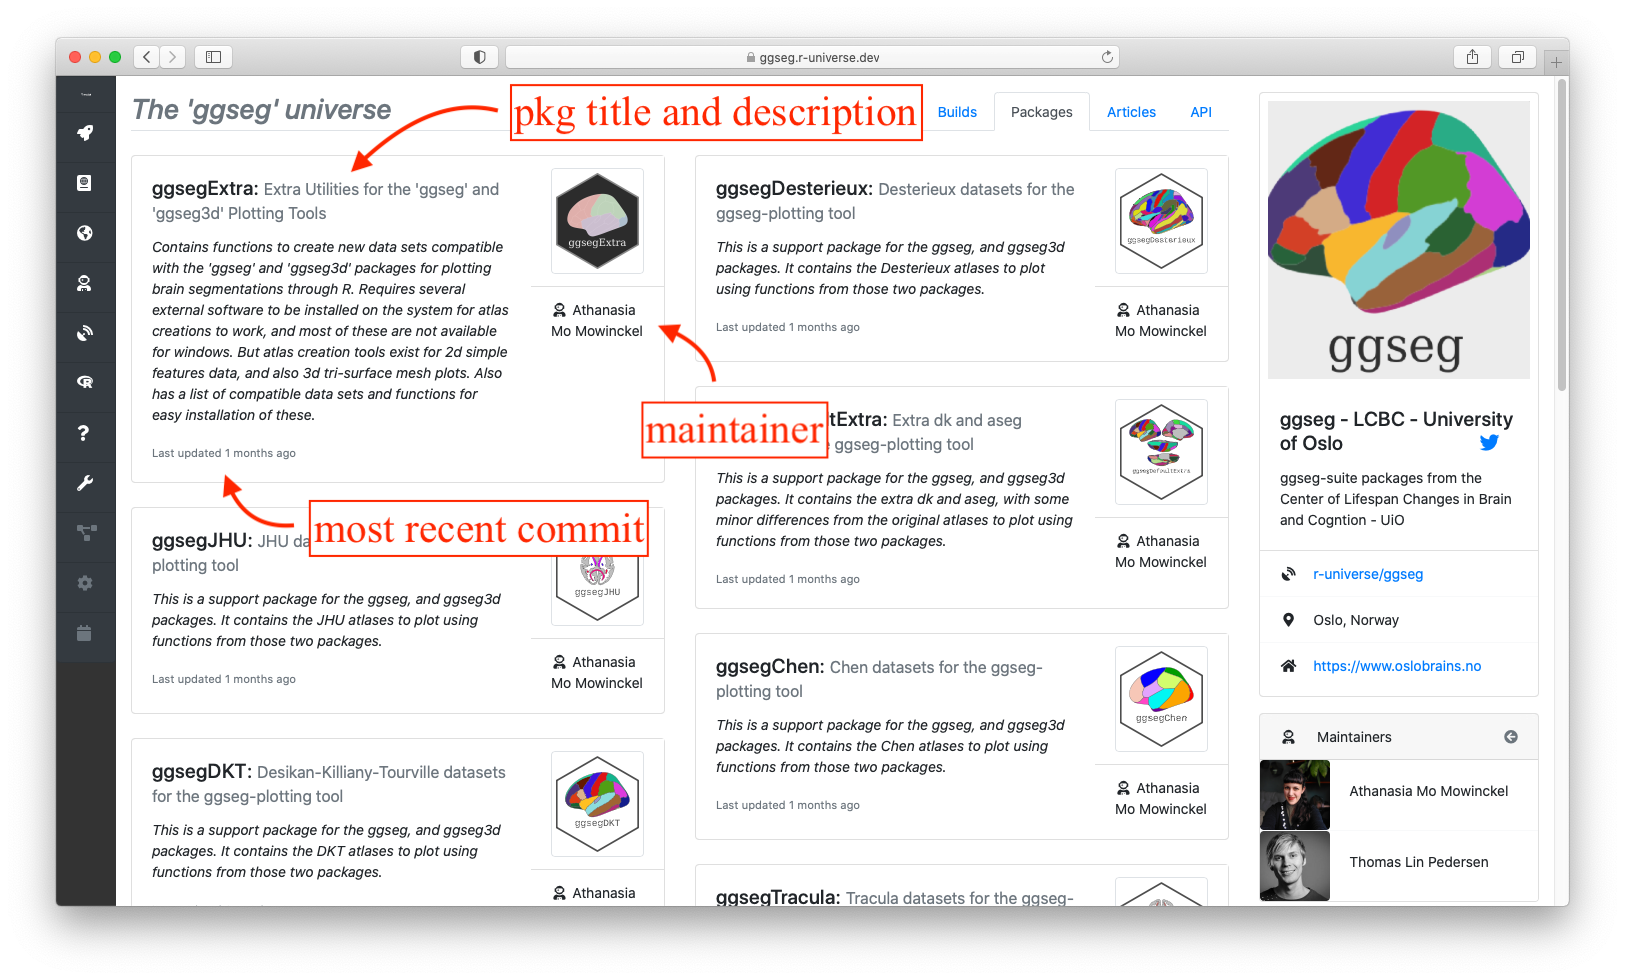 ggseg.r-universe.dev
The 'ggseg' universe
pkg title and description
Builds
Packages
Articles
API
ggsegExtra: Extra Utilities for the 'ggseg' and
'ggseg3d' Plotting Tools
Contains functions to create new data sets compatible
with the 'ggseg' and 'ggseg3d' packages for plotting
brain segmentations through R. Requires several
external software to be installed on the system for atlas
creations to work, and most of these are not available
for windows. But atlas creation tools exist for 2d simple
features data, and also 3d tri-surface mesh plots. Also
has a list of compatible data sets and functions for
easy installation of these.
Last updated 1 months ago
ggsegExtra
Athanasia
Mo Mowinckel
maintainer
most recent commit
ggsegJHU: JHU da
plotting tool
This is a support package for the ggseg, and ggseg3d
packages. It contains the JHU atlases to plot using
functions from those two packages.
Last updated 1 months ago
ggsegJHU
Athanasia
Mo Mowinckel
ggsegDKT: Desikan-Killiany-Tourville datasets
for the ggseg-plotting tool
This is a support package for the ggseg, and ggseg3d
packages. It contains the DKT atlases to plot using
functions from those two packages.
ggsegDKT
Athanasia
ggsegDesterieux: Desterieux datasets for the
ggseg-plotting tool
This is a support package for the ggseg, and ggseg3d
packages. It contains the Desterieux atlases to plot
using functions from those two packages.
Last updated 1 months ago
ggsegDesterieux
Athanasia
Mo Mowinckel
tExtra: Extra dk and aseg
ggseg-plotting tool
This is a support package for the ggseg, and ggseg3d
packages. It contains the extra dk and aseg, with some
minor differences from the original atlases to plot using
functions from those two packages.
Last updated 1 months ago
ggsegDefaultExtra
Athanasia
Mo Mowinckel
ggsegChen: Chen datasets for the ggseg-
plotting tool
This is a support package for the ggseg, and ggseg3d
packages. It contains the Chen atlases to plot using
functions from those two packages.
Last updated 1 months ago
ggsegChen
Athanasia
Mo Mowinckel
ggsegTracula: Tracula datasets for the ggseg-
ggseg
ggseg - LCBC - University
of Oslo
ggseg-suite packages from the
Center of Lifespan Changes in Brain
and Cogntion - UiO
r-universe/ggseg
Oslo, Norway
https://www.oslobrains.no
Maintainers
Athanasia Mo Mowinckel
Thomas Lin Pedersen